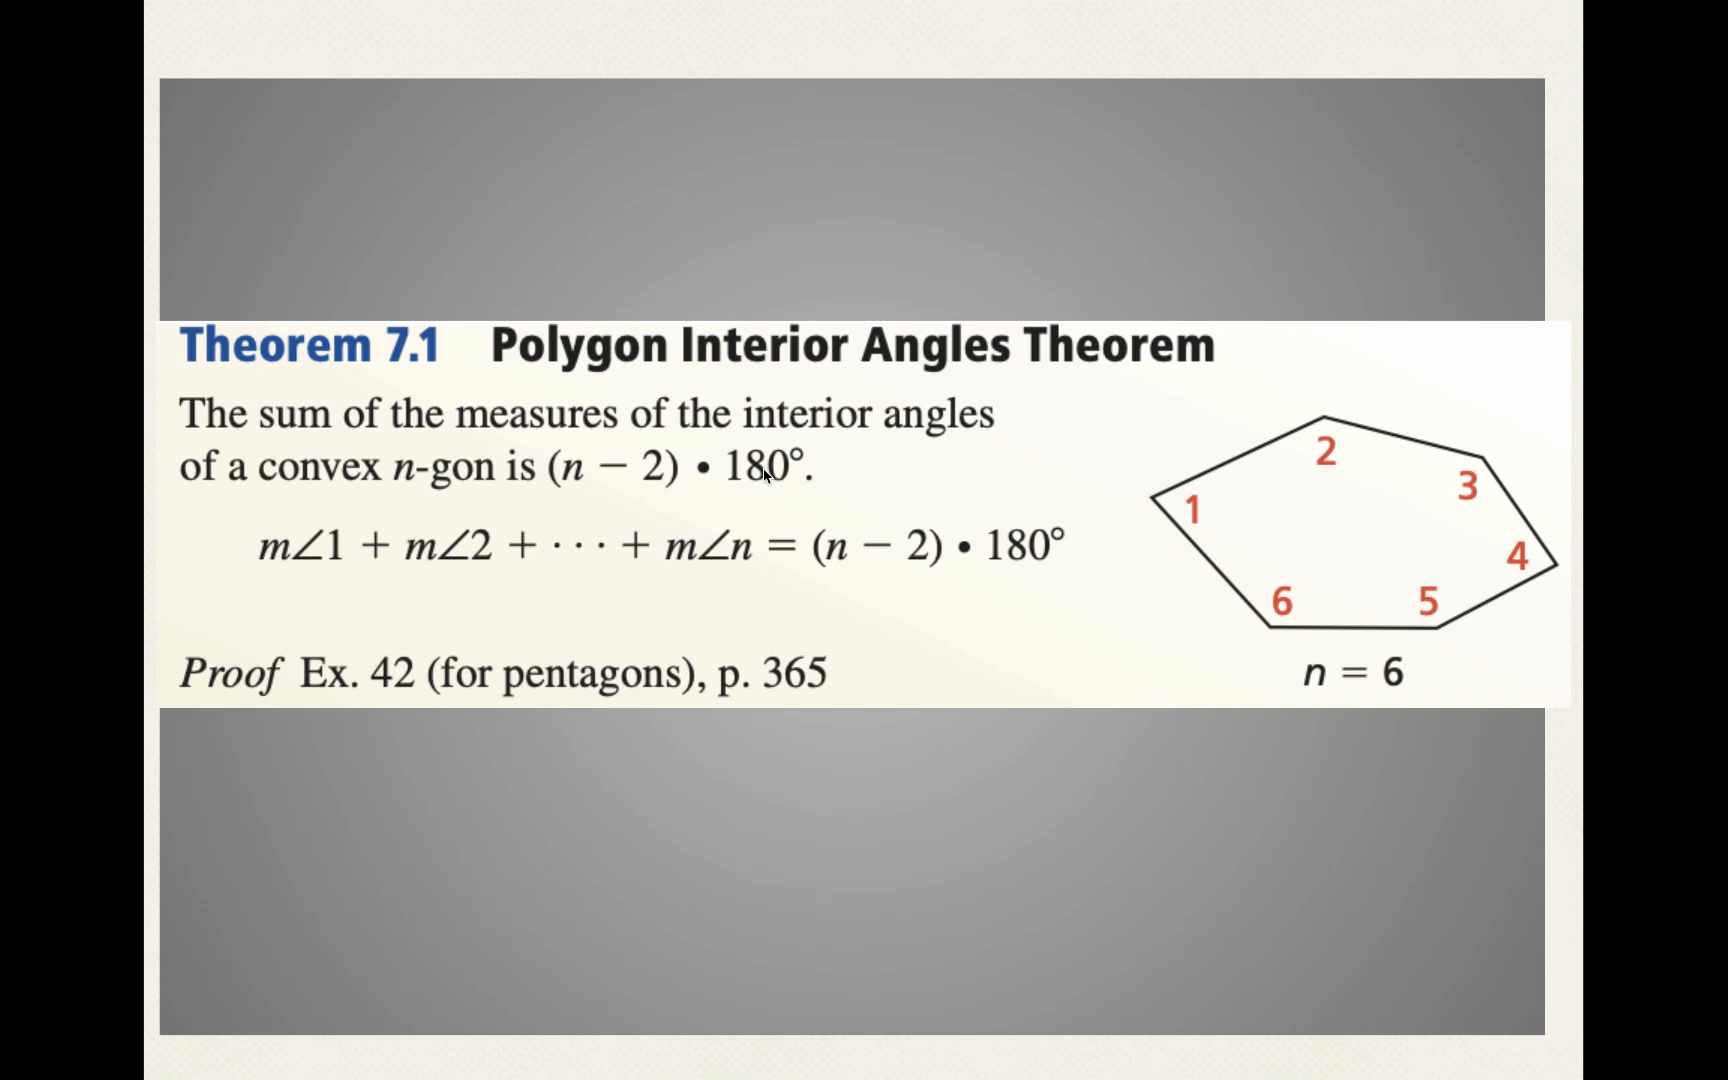 Theorem 7.1 Polygon Interior Angles Theorem
The sum of the measures of the interior angles
of a convex n-gon is (n − 2) • 180°.
m∠1 + m∠2 + · · · + m∠n = (n − 2) • 180°
Proof Ex. 42 (for pentagons), p. 365
2
3
1
4
6
5
n = 6